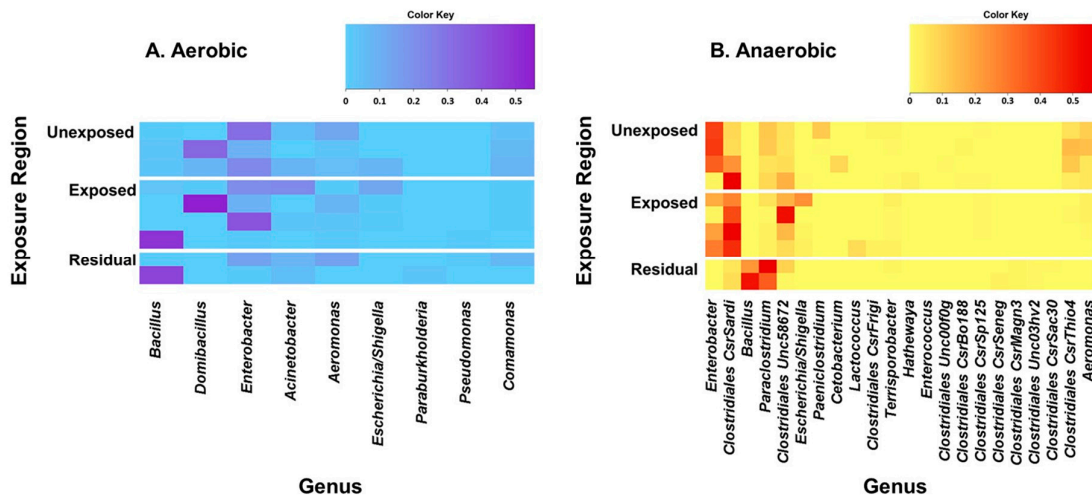 Color Key
A. Aerobic
0 0.1 0.2 0.3 0.4 0.5
Exposure Region
Unexposed
Exposed
Residual
Bacillus
Domibacillus
Enterobacter
Acinetobacter
Aeromonas
Escherichia/Shigella
Paraburkholderia
Pseudomonas
Comamonas
Genus
Color Key
B. Anaerobic
0 0.1 0.2 0.3 0.4 0.5
Exposure Region
Unexposed
Exposed
Residual
Enterobacter
Clostridiales CsrSardi
Bacillus
Paraclostridium
Clostridiales Unc58672
Escherichia/Shigella
Paeniclostridium
Cetobacterium
Lactococcus
Clostridiales CsrFrigi
Terrisporobacter
Hathewaya
Enterococcus
Clostridiales Unc00f0g
Clostridiales CsrBo188
Clostridiales CsrSp125
Clostridiales CsrSeneg
Clostridiales CsrMagn3
Clostridiales Unc03hv2
Clostridiales CsrSac30
Clostridiales CsrThio4
Aeromonas
Genus